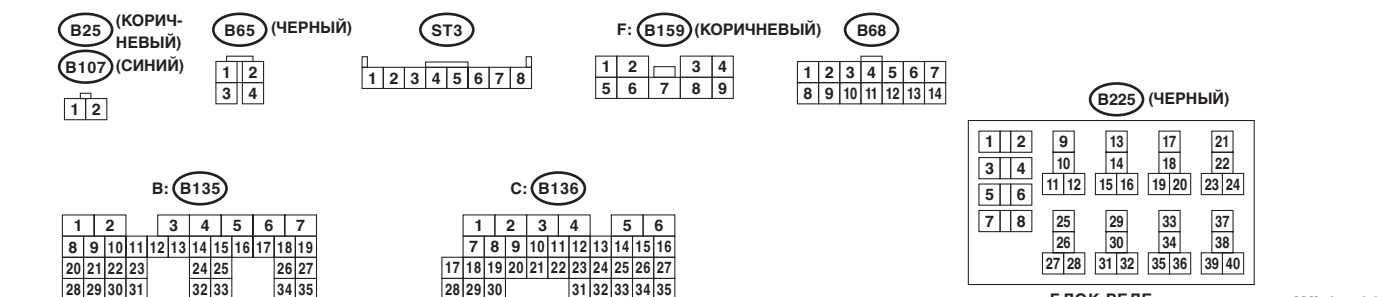 B25 (КОРИЧ-
НЕВЫЙ)
B107 (СИНИЙ)
1 2
B65 (ЧЕРНЫЙ)
1 2
3 4
ST3
1 2 3 4 5 6 7 8
F: B159 (КОРИЧНЕВЫЙ)
1 2 3 4
5 6 7 8 9
B68
1 2 3 4 5 6 7
8 9 10 11 12 13 14
B225 (ЧЕРНЫЙ)
1 2 9 13 17 21
3 4 10 14 18 22
5 6 11 12 15 16 19 20 23 24
7 8 25 29 33 37
26 30 34 38
27 28 31 32 35 36 39 40
B: B135
1 2 3 4 5 6 7
8 9 10 11 12 13 14 15 16 17 18 19
20 21 22 23 24 25 26 27
28 29 30 31 32 33 34 35
C: B136
1 2 3 4 5 6
7 8 9 10 11 12 13 14 15 16
17 18 19 20 21 22 23 24 25 26 27
28 29 30 31 32 33 34 35